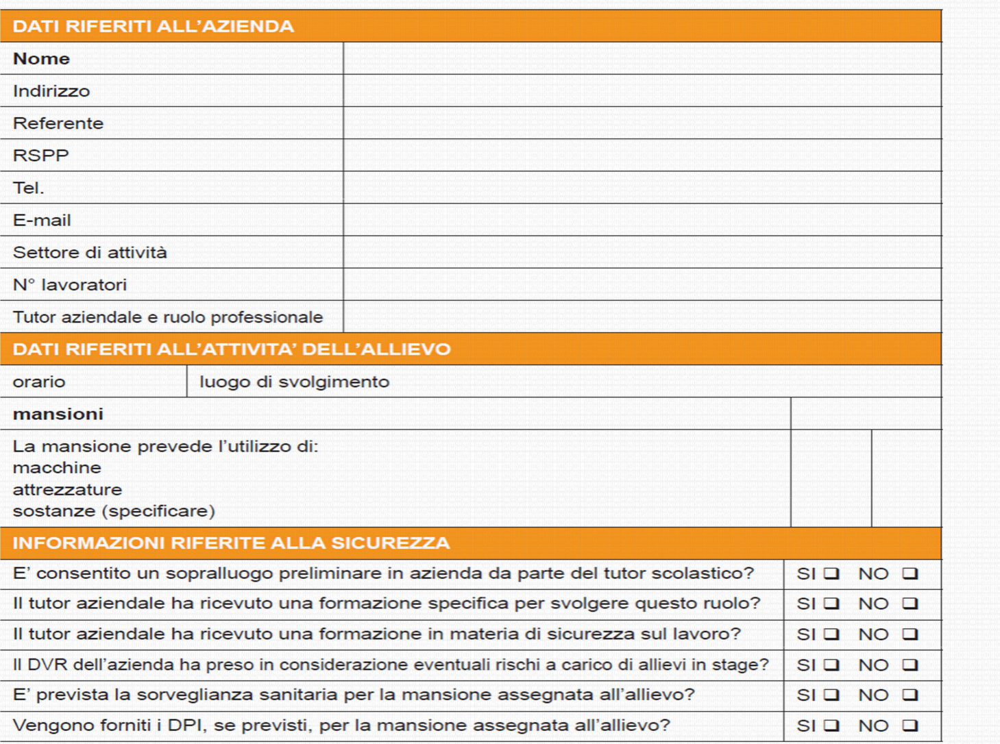 DATI RIFERITI ALL’AZIENDA
Nome
Indirizzo
Referente
RSPP
Tel.
E-mail
Settore di attività
N° lavoratori
Tutor aziendale e ruolo professionale
DATI RIFERITI ALL’ATTIVITA’ DELL’ALLIEVO
orario luogo di svolgimento
mansioni
La mansione prevede l’utilizzo di:
macchine
attrezzature
sostanze (specificare)
INFORMAZIONI RIFERITE ALLA SICUREZZA
E’ consentito un sopralluogo preliminare in azienda da parte del tutor scolastico? SI ❑ NO ❑
Il tutor aziendale ha ricevuto una formazione specifica per svolgere questo ruolo? SI ❑ NO ❑
Il tutor aziendale ha ricevuto una formazione in materia di sicurezza sul lavoro? SI ❑ NO ❑
Il DVR dell’azienda ha preso in considerazione eventuali rischi a carico di allievi in stage? SI ❑ NO ❑
E’ prevista la sorveglianza sanitaria per la mansione assegnata all’allievo? SI ❑ NO ❑
Vengono forniti i DPI, se previsti, per la mansione assegnata all’allievo? SI ❑ NO ❑